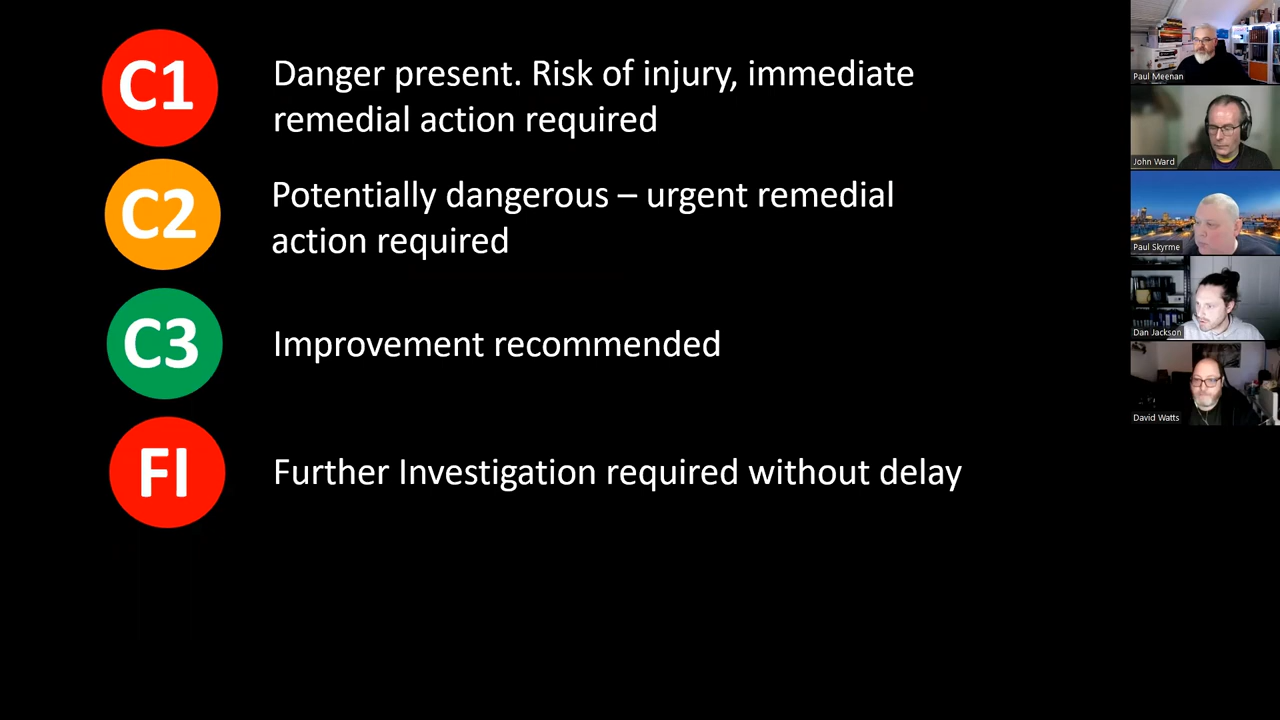 C1
Danger present. Risk of injury, immediate
remedial action required
C2
Potentially dangerous – urgent remedial
action required
C3
Improvement recommended
FI
Further Investigation required without delay
Paul Meenan
John Ward
Paul Skyrme
Dan Jackson
David Watts